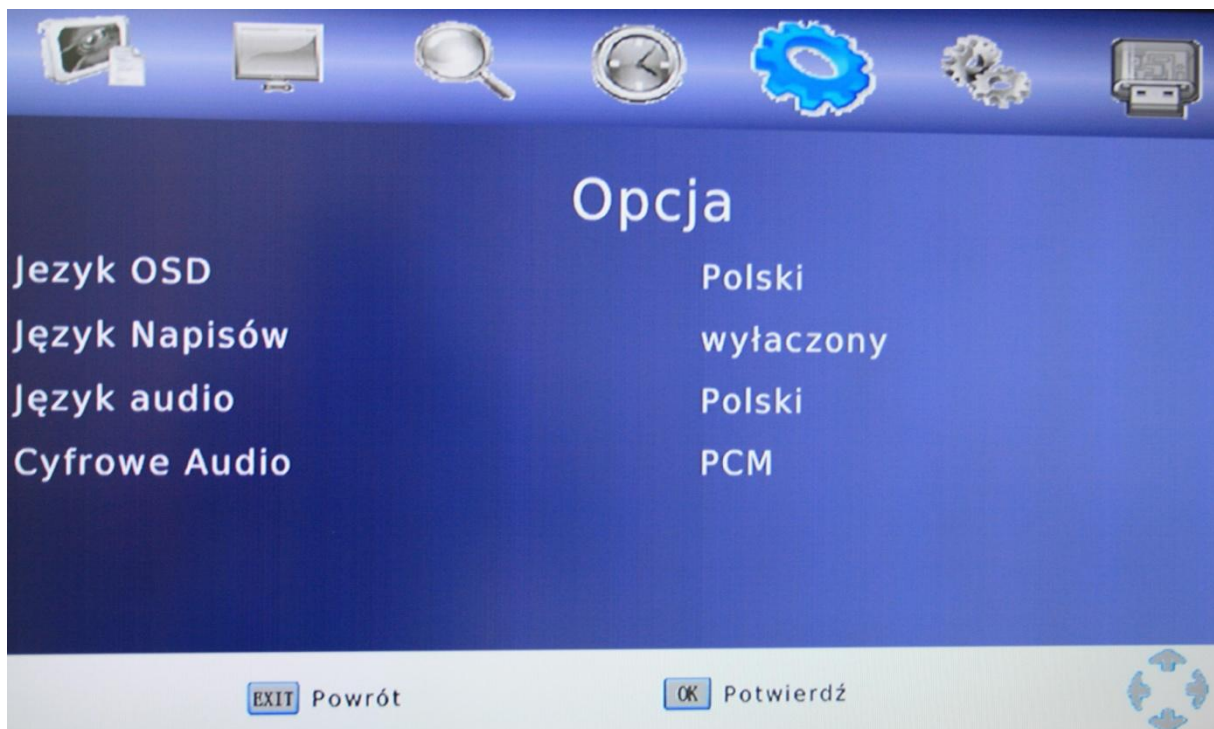 Opcja
Jezyk OSD Polski
Język Napisów wyłaczony
Język audio Polski
Cyfrowe Audio PCM
EXIT Powrót OK Potwierdź